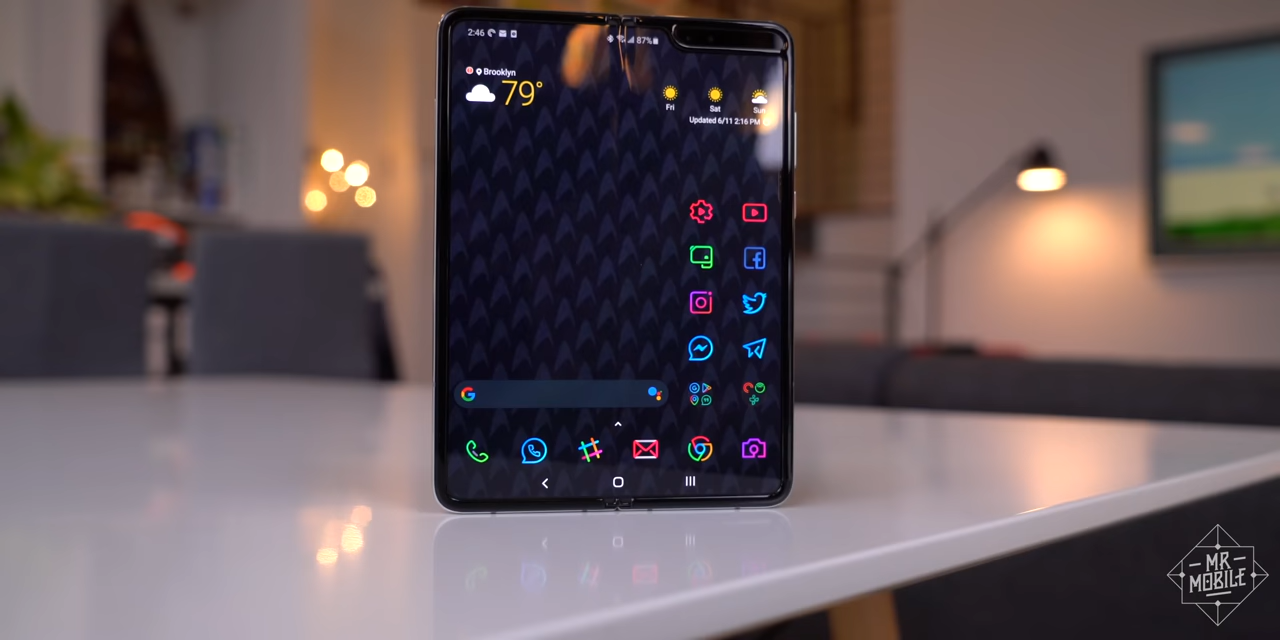 2:46
87%
Brooklyn
79°
Fri
Sat
Sun
Updated 6/11 2:16 PM
MR
MOBILE